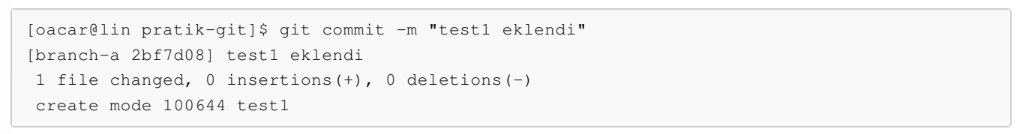 [oacar@lin pratik-git]$ git commit -m "test1 eklendi"
[branch-a 2bf7d08] test1 eklendi
 1 file changed, 0 insertions(+), 0 deletions(-)
 create mode 100644 test1